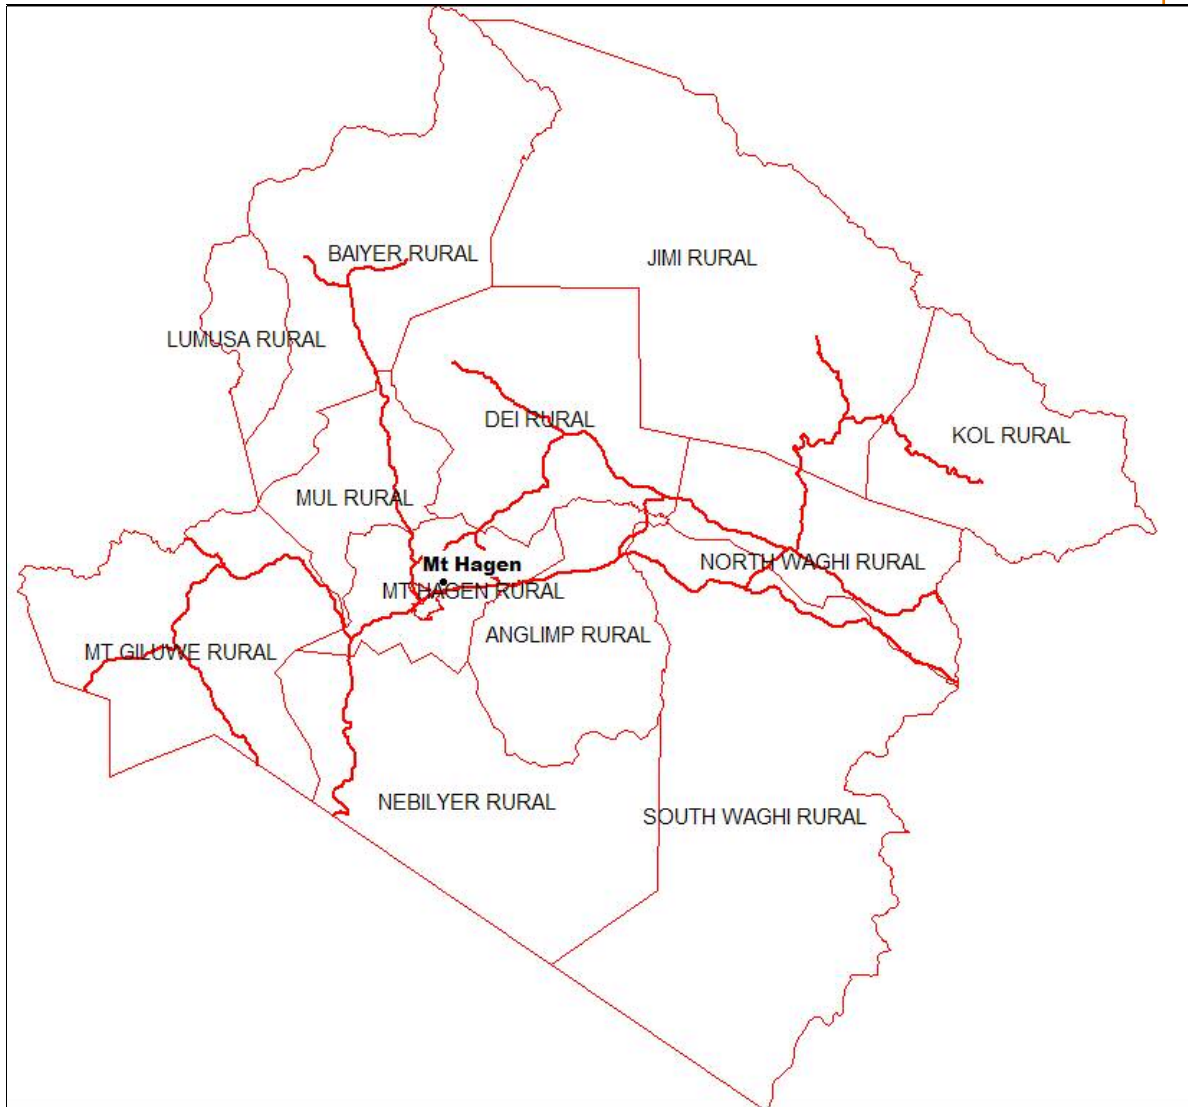 BAIYER RURAL
JIMI RURAL
LUMUSA RURAL
DEI RURAL
KOL RURAL
MUL RURAL
Mt Hagen
NORTH WAGHI RURAL
MT HAGEN RURAL
ANGLIMP RURAL
MT GILUWE RURAL
NEBILYER RURAL
SOUTH WAGHI RURAL